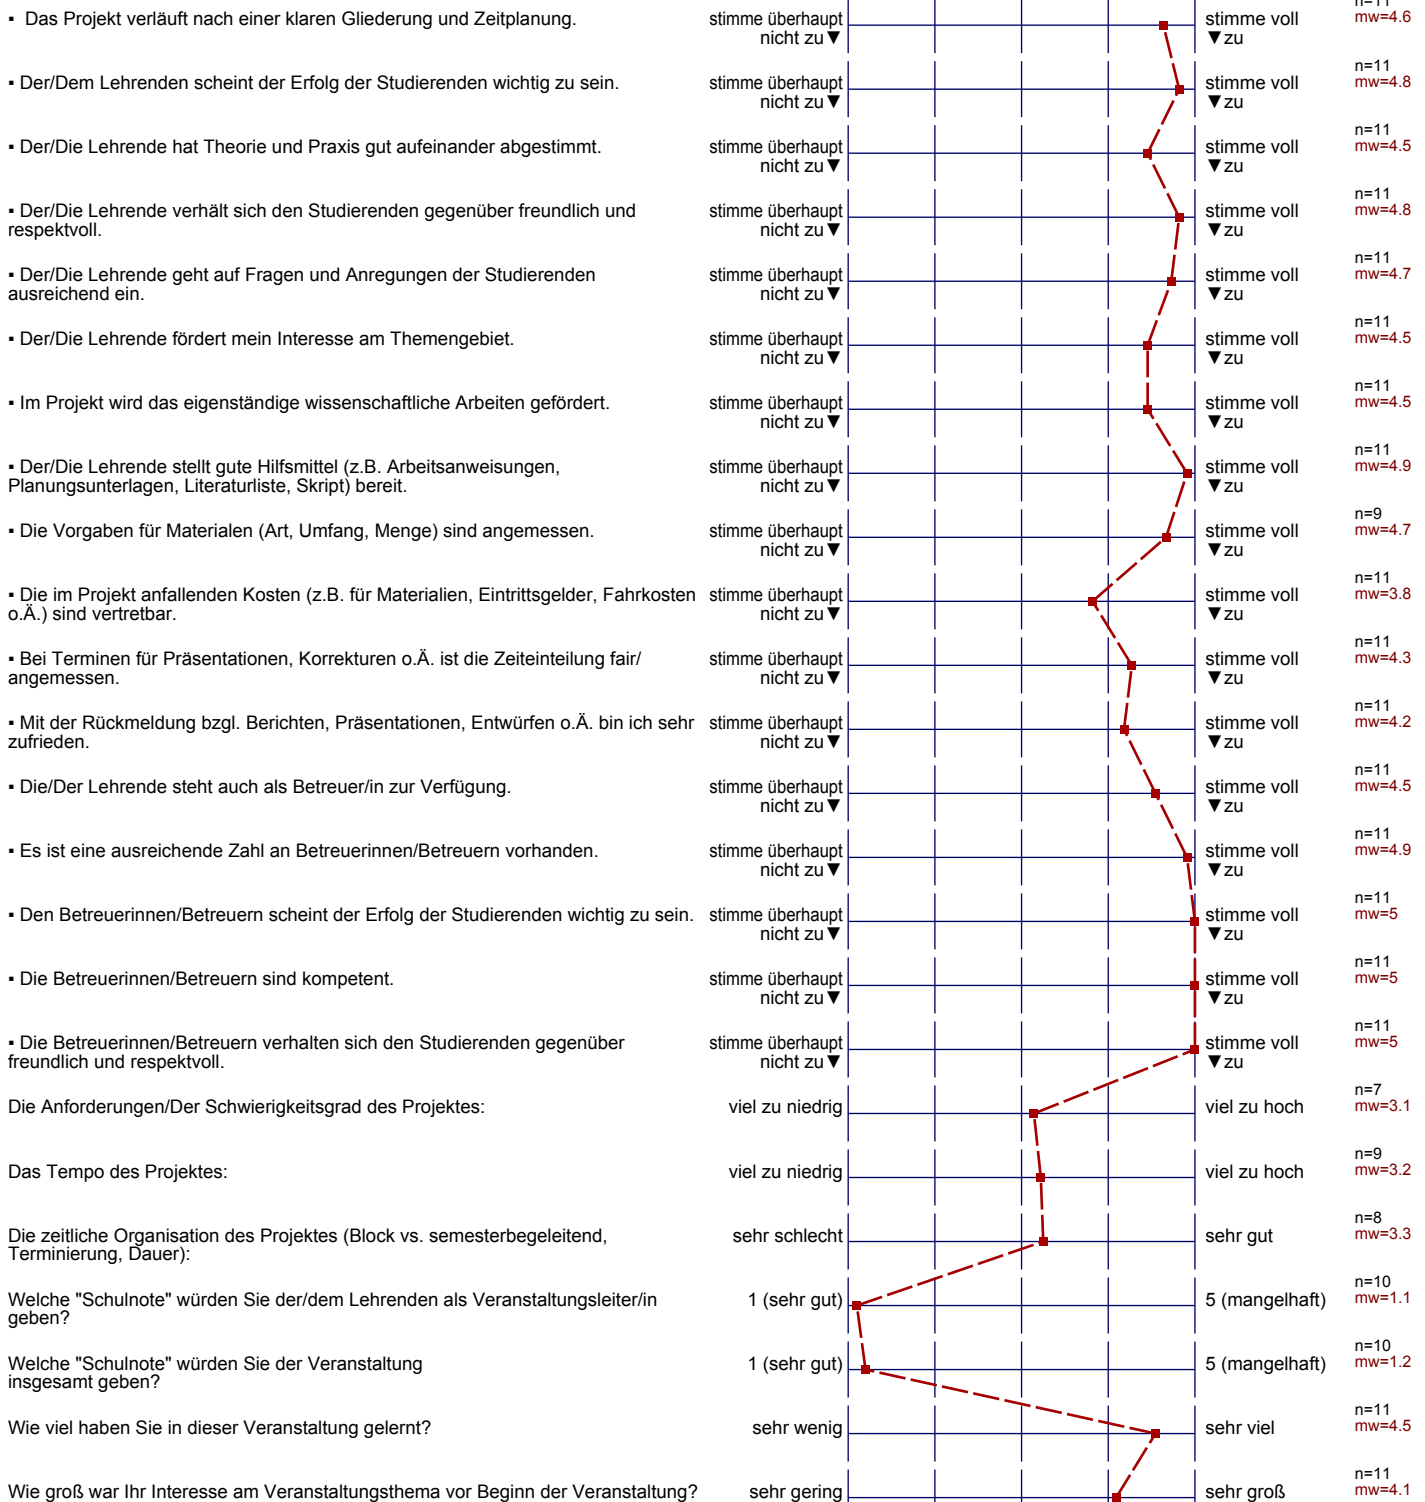 ▪ Das Projekt verläuft nach einer klaren Gliederung und Zeitplanung. stimme überhaupt nicht zu▼ stimme voll ▼zu n=11 mw=4.6
▪ Der/Dem Lehrenden scheint der Erfolg der Studierenden wichtig zu sein. stimme überhaupt nicht zu▼ stimme voll ▼zu n=11 mw=4.8
▪ Der/Die Lehrende hat Theorie und Praxis gut aufeinander abgestimmt. stimme überhaupt nicht zu▼ stimme voll ▼zu n=11 mw=4.5
▪ Der/Die Lehrende verhält sich den Studierenden gegenüber freundlich und
respektvoll. stimme überhaupt nicht zu▼ stimme voll ▼zu n=11 mw=4.8
▪ Der/Die Lehrende geht auf Fragen und Anregungen der Studierenden
ausreichend ein. stimme überhaupt nicht zu▼ stimme voll ▼zu n=11 mw=4.7
▪ Der/Die Lehrende fördert mein Interesse am Themengebiet. stimme überhaupt nicht zu▼ stimme voll ▼zu n=11 mw=4.5
▪ Im Projekt wird das eigenständige wissenschaftliche Arbeiten gefördert. stimme überhaupt nicht zu▼ stimme voll ▼zu n=11 mw=4.5
▪ Der/Die Lehrende stellt gute Hilfsmittel (z.B. Arbeitsanweisungen,
Planungsunterlagen, Literaturliste, Skript) bereit. stimme überhaupt nicht zu▼ stimme voll ▼zu n=11 mw=4.9
▪ Die Vorgaben für Materialen (Art, Umfang, Menge) sind angemessen. stimme überhaupt nicht zu▼ stimme voll ▼zu n=9 mw=4.7
▪ Die im Projekt anfallenden Kosten (z.B. für Materialien, Eintrittsgelder, Fahrkosten
o.Ä.) sind vertretbar. stimme überhaupt nicht zu▼ stimme voll ▼zu n=11 mw=3.8
▪ Bei Terminen für Präsentationen, Korrekturen o.Ä. ist die Zeiteinteilung fair/
angemessen. stimme überhaupt nicht zu▼ stimme voll ▼zu n=11 mw=4.3
▪ Mit der Rückmeldung bzgl. Berichten, Präsentationen, Entwürfen o.Ä. bin ich sehr
zufrieden. stimme überhaupt nicht zu▼ stimme voll ▼zu n=11 mw=4.2
▪ Die/Der Lehrende steht auch als Betreuer/in zur Verfügung. stimme überhaupt nicht zu▼ stimme voll ▼zu n=11 mw=4.5
▪ Es ist eine ausreichende Zahl an Betreuerinnen/Betreuern vorhanden. stimme überhaupt nicht zu▼ stimme voll ▼zu n=11 mw=4.9
▪ Den Betreuerinnen/Betreuern scheint der Erfolg der Studierenden wichtig zu sein. stimme überhaupt nicht zu▼ stimme voll ▼zu n=11 mw=5
▪ Die Betreuerinnen/Betreuern sind kompetent. stimme überhaupt nicht zu▼ stimme voll ▼zu n=11 mw=5
▪ Die Betreuerinnen/Betreuern verhalten sich den Studierenden gegenüber
freundlich und respektvoll. stimme überhaupt nicht zu▼ stimme voll ▼zu n=11 mw=5
Die Anforderungen/Der Schwierigkeitsgrad des Projektes: viel zu niedrig viel zu hoch n=7 mw=3.1
Das Tempo des Projektes: viel zu niedrig viel zu hoch n=9 mw=3.2
Die zeitliche Organisation des Projektes (Block vs. semesterbegeleitend,
Terminierung, Dauer): sehr schlecht sehr gut n=8 mw=3.3
Welche "Schulnote" würden Sie der/dem Lehrenden als Veranstaltungsleiter/in
geben? 1 (sehr gut) 5 (mangelhaft) n=10 mw=1.1
Welche "Schulnote" würden Sie der Veranstaltung
insgesamt geben? 1 (sehr gut) 5 (mangelhaft) n=10 mw=1.2
Wie viel haben Sie in dieser Veranstaltung gelernt? sehr wenig sehr viel n=11 mw=4.5
Wie groß war Ihr Interesse am Veranstaltungsthema vor Beginn der Veranstaltung? sehr gering sehr groß n=11 mw=4.1